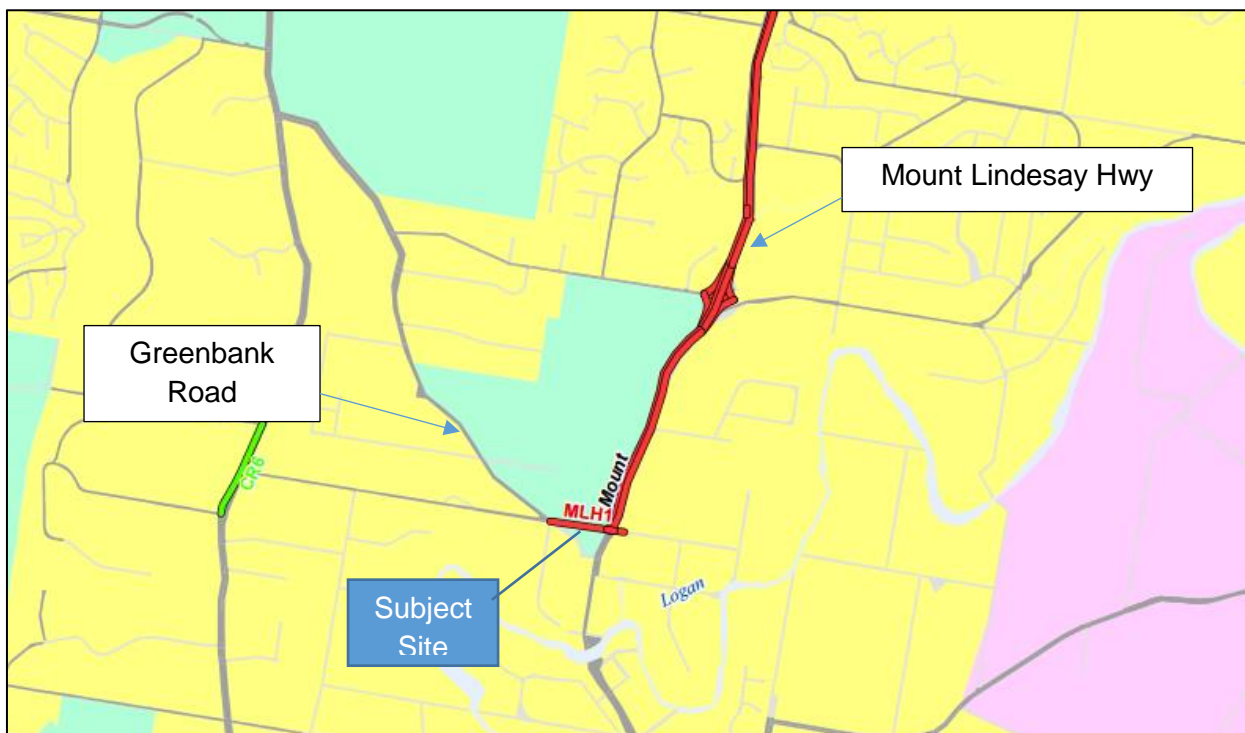 Mount Lindesay Hwy
Greenbank
Road
CR6
Mount
MLH1
Logan
Subject
Site